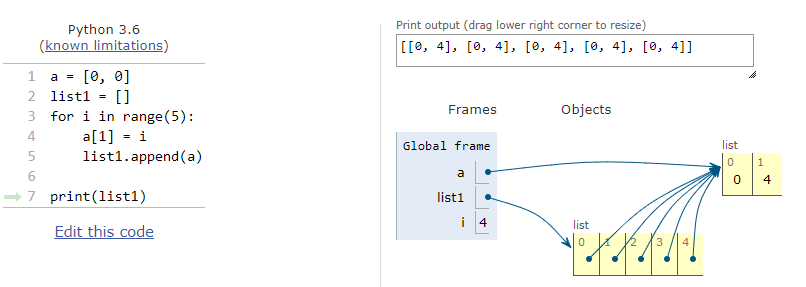 Python 3.6
(known limitations)
1 a = [0, 0]
2 list1 = []
3 for i in range(5):
4     a[1] = i
5     list1.append(a)
6
7 print(list1)
Edit this code
Print output (drag lower right corner to resize)
[[0, 4], [0, 4], [0, 4], [0, 4], [0, 4]]
Frames Objects
Global frame
a
list1
i 4
list
0 1
0 4
list
0 1 2 3 4